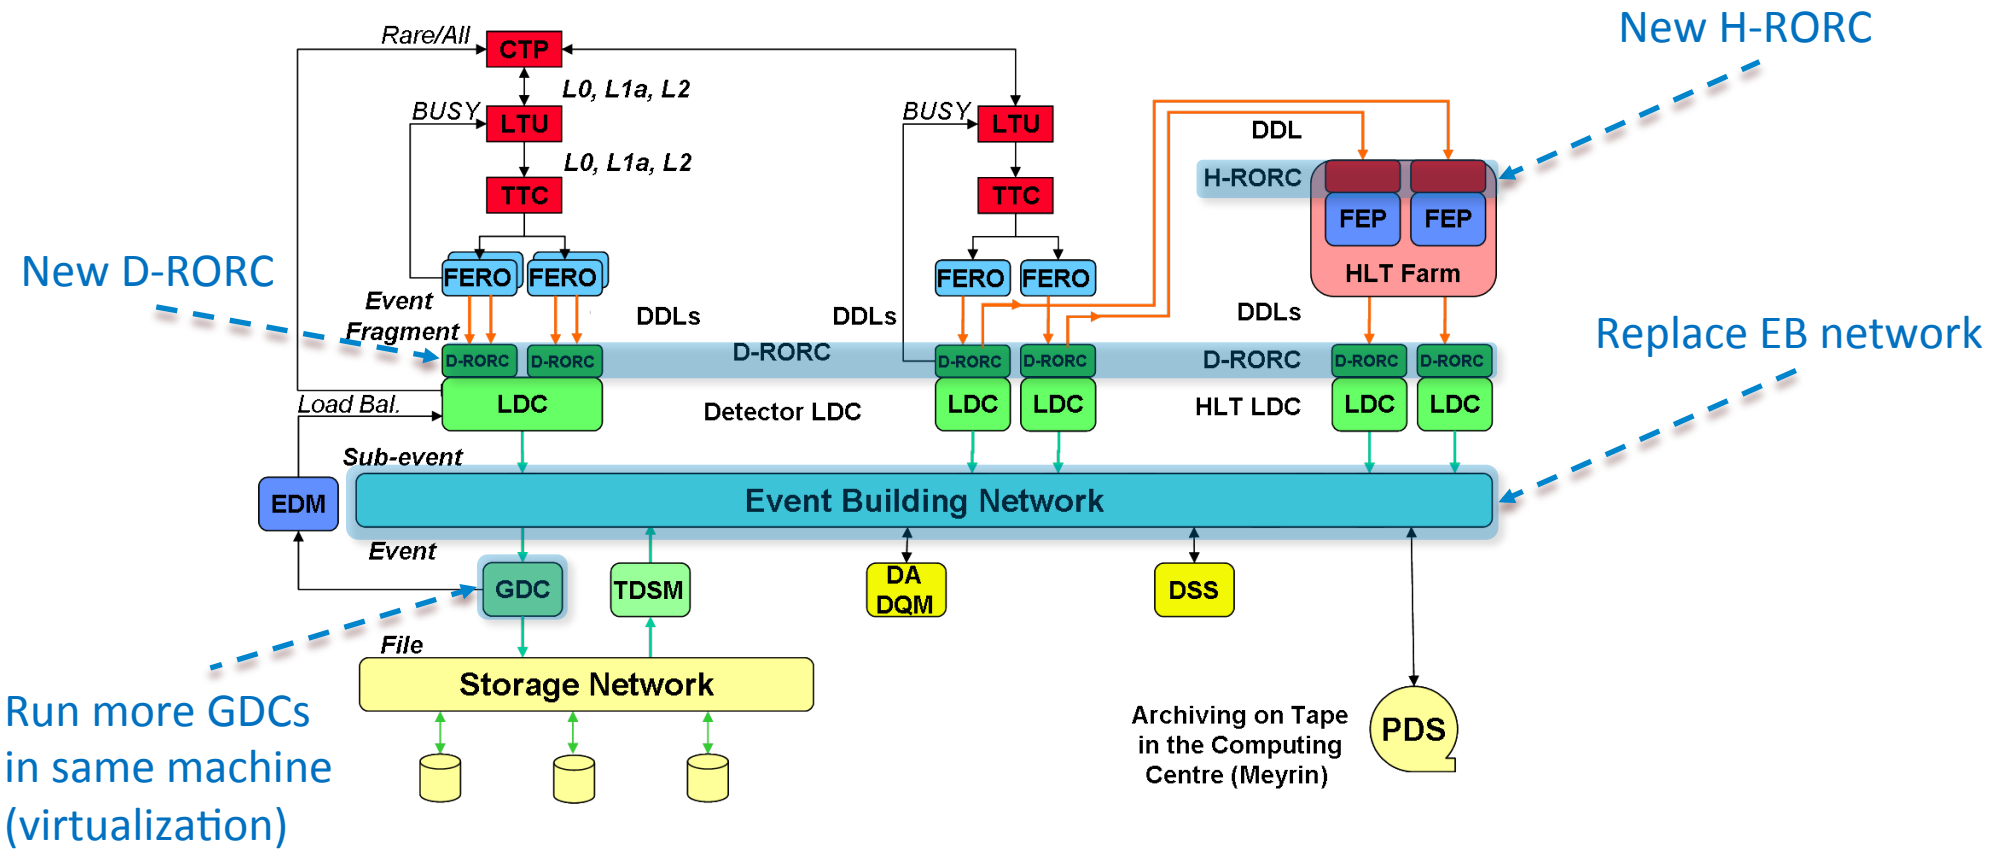 New H-RORC
Rare/All
CTP
L0, L1a, L2
BUSY
LTU
BUSY
LTU
DDL
L0, L1a, L2
TTC
TTC
H-RORC
FEP
FEP
New D-RORC
FERO
FERO
FERO
FERO
HLT Farm
Event
Fragment
DDLs
DDLs
DDLs
Replace EB network
D-RORC
D-RORC
D-RORC
D-RORC
D-RORC
D-RORC
D-RORC
D-RORC
Load Bal.
LDC
Detector LDC
LDC
LDC
HLT LDC
LDC
LDC
Sub-event
EDM
Event Building Network
Event
GDC
TDSM
DA
DQM
DSS
File
Storage Network
Run more GDCs
in same machine
(virtualization)
Archiving on Tape
in the Computing
Centre (Meyrin)
PDS